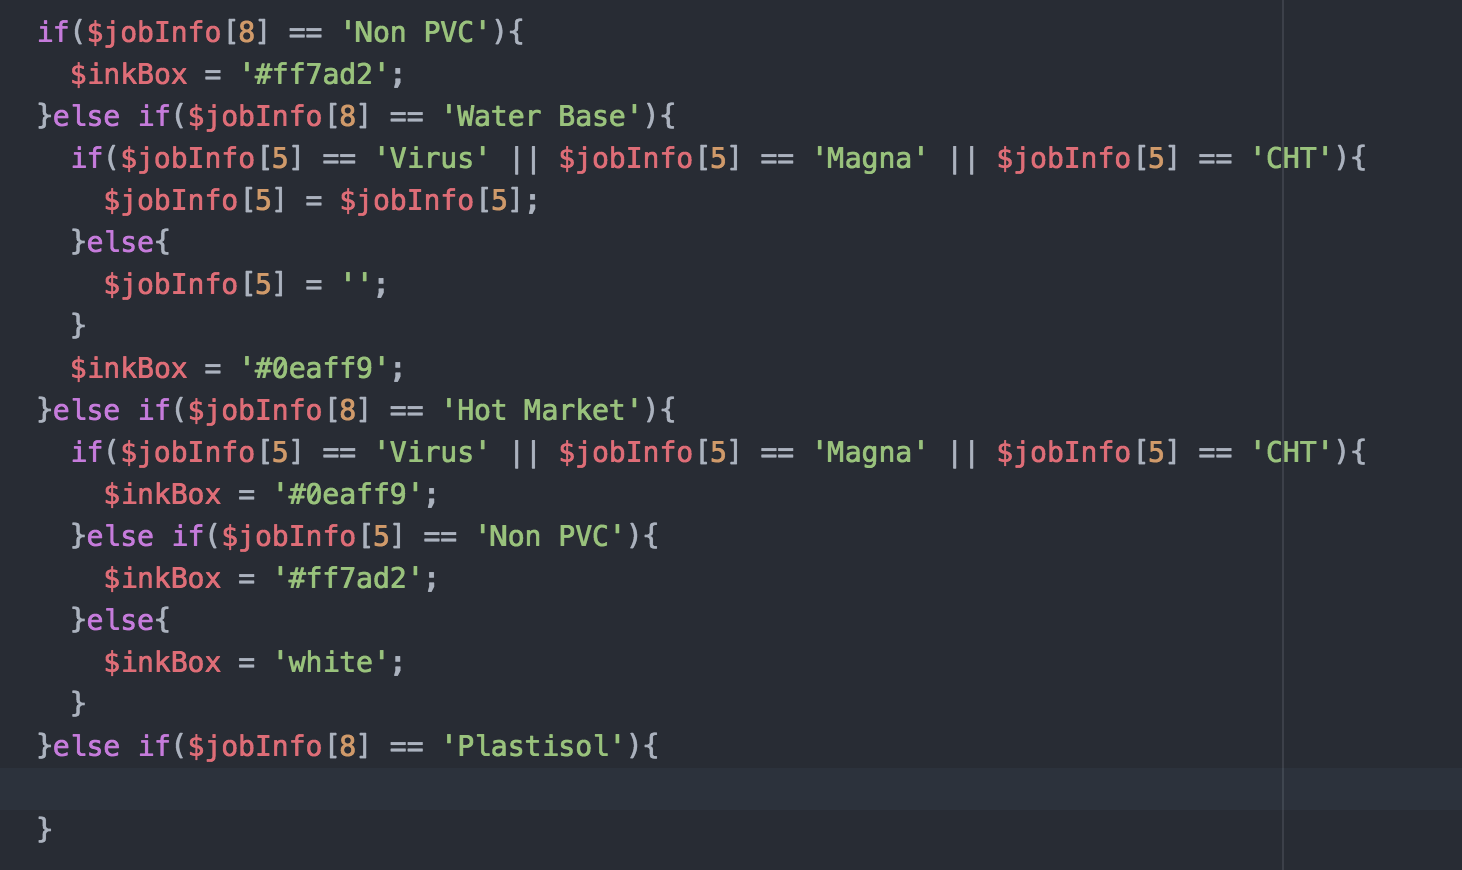 if($jobInfo[8] == 'Non PVC'){
  $inkBox = '#ff7ad2';
}else if($jobInfo[8] == 'Water Base'){
  if($jobInfo[5] == 'Virus' || $jobInfo[5] == 'Magna' || $jobInfo[5] == 'CHT'){
    $jobInfo[5] = $jobInfo[5];
  }else{
    $jobInfo[5] = '';
  }
  $inkBox = '#0eaff9';
}else if($jobInfo[8] == 'Hot Market'){
  if($jobInfo[5] == 'Virus' || $jobInfo[5] == 'Magna' || $jobInfo[5] == 'CHT'){
    $inkBox = '#0eaff9';
  }else if($jobInfo[5] == 'Non PVC'){
    $inkBox = '#ff7ad2';
  }else{
    $inkBox = 'white';
  }
}else if($jobInfo[8] == 'Plastisol'){

}